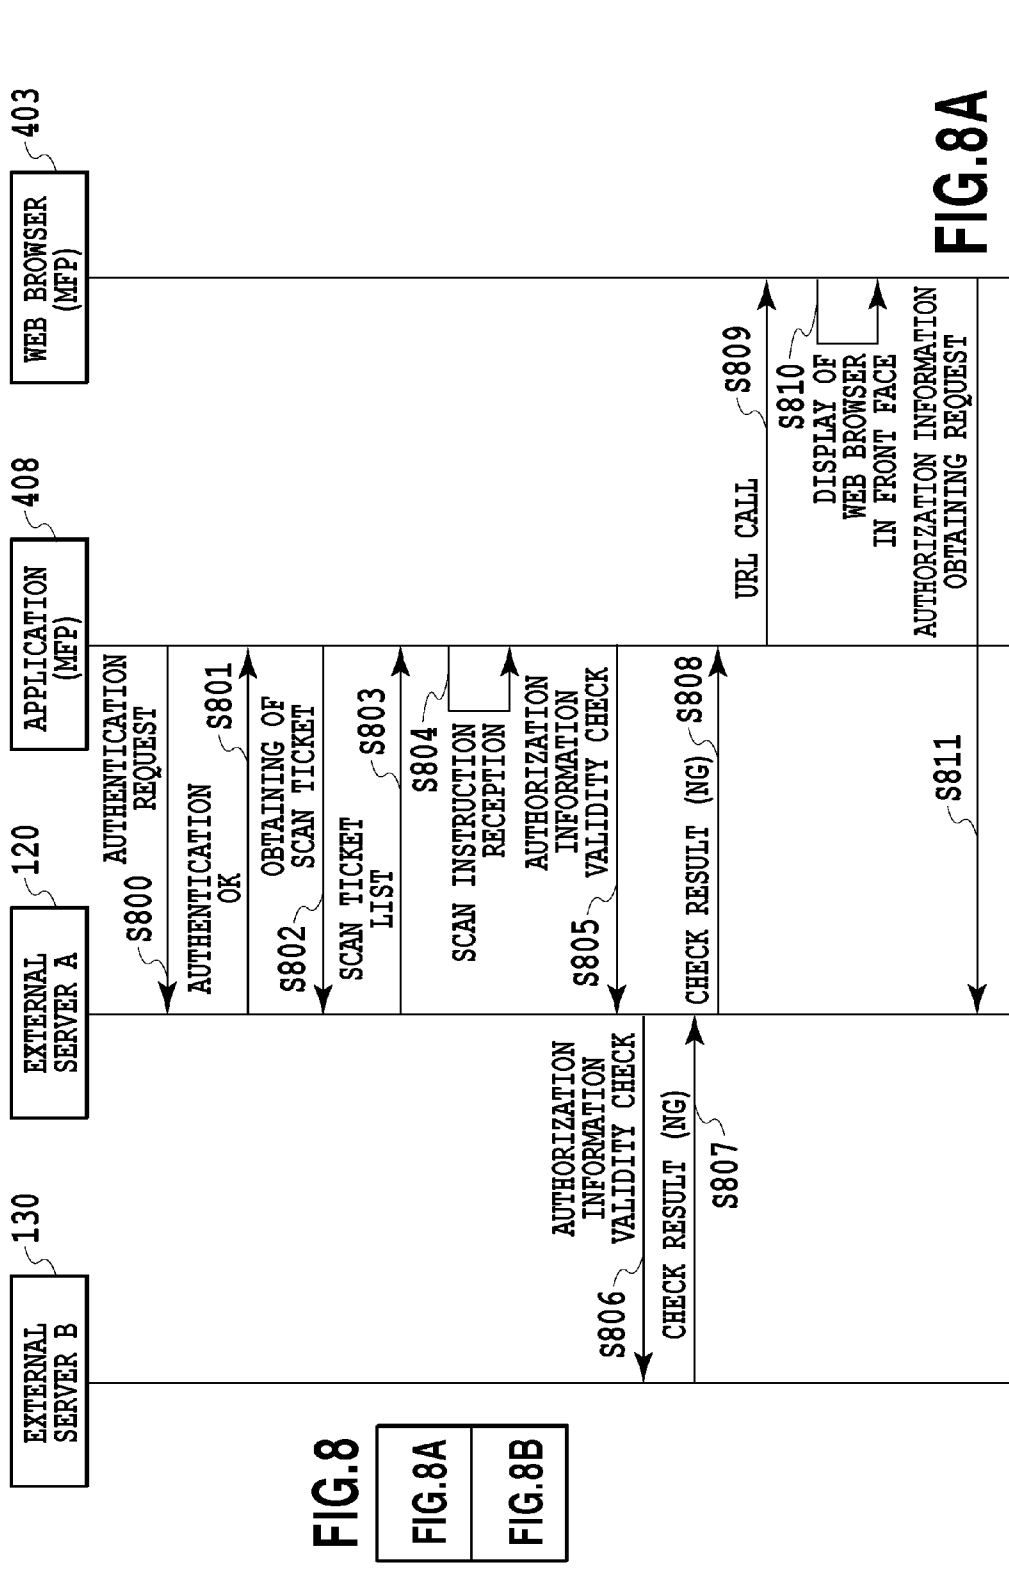 FIG.8
FIG.8A
FIG.8B
EXTERNAL
SERVER B
130
EXTERNAL
SERVER A
120
APPLICATION
(MFP)
408
WEB BROWSER
(MFP)
403
AUTHENTICATION
REQUEST
S800
AUTHENTICATION
OK
S801
OBTAINING OF
SCAN TICKET
S802
SCAN TICKET
LIST
S803
S804
SCAN INSTRUCTION
RECEPTION
AUTHORIZATION
INFORMATION
VALIDITY CHECK
S805
AUTHORIZATION
INFORMATION
VALIDITY CHECK
S806
CHECK RESULT (NG)
S807
CHECK RESULT (NG)
S808
URL CALL
S809
S810
DISPLAY OF
WEB BROWSER
IN FRONT FACE
AUTHORIZATION INFORMATION
OBTAINING REQUEST
S811
FIG.8A